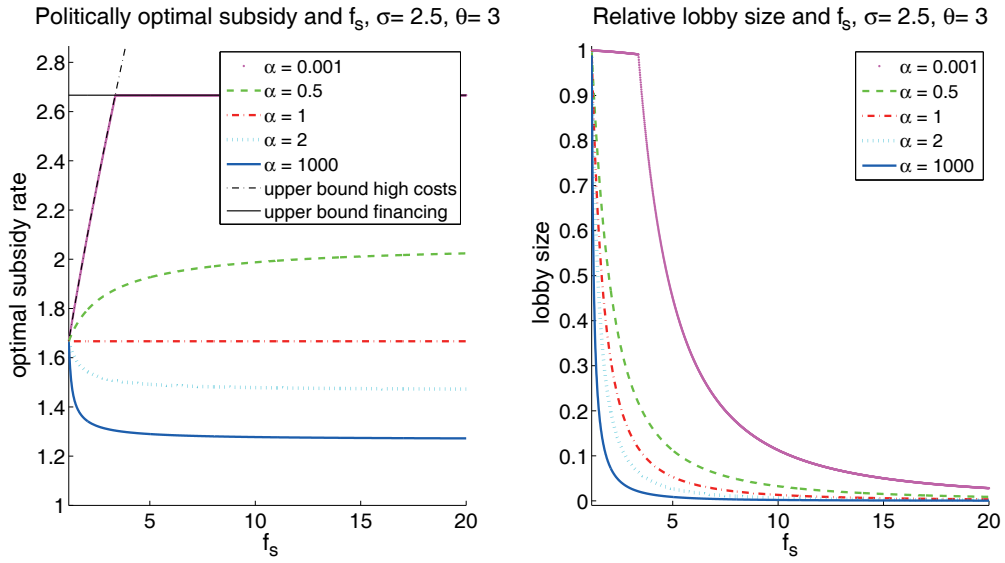 Politically optimal subsidy and f_s, σ= 2.5, θ= 3
optimal subsidy rate
2.8
2.6
2.4
2.2
2
1.8
1.6
1.4
1.2
1
α = 0.001
α = 0.5
α = 1
α = 2
α = 1000
upper bound high costs
upper bound financing
5
10
15
20
f_s
Relative lobby size and f_s, σ= 2.5, θ= 3
lobby size
1
0.9
0.8
0.7
0.6
0.5
0.4
0.3
0.2
0.1
0
α = 0.001
α = 0.5
α = 1
α = 2
α = 1000
5
10
15
20
f_s